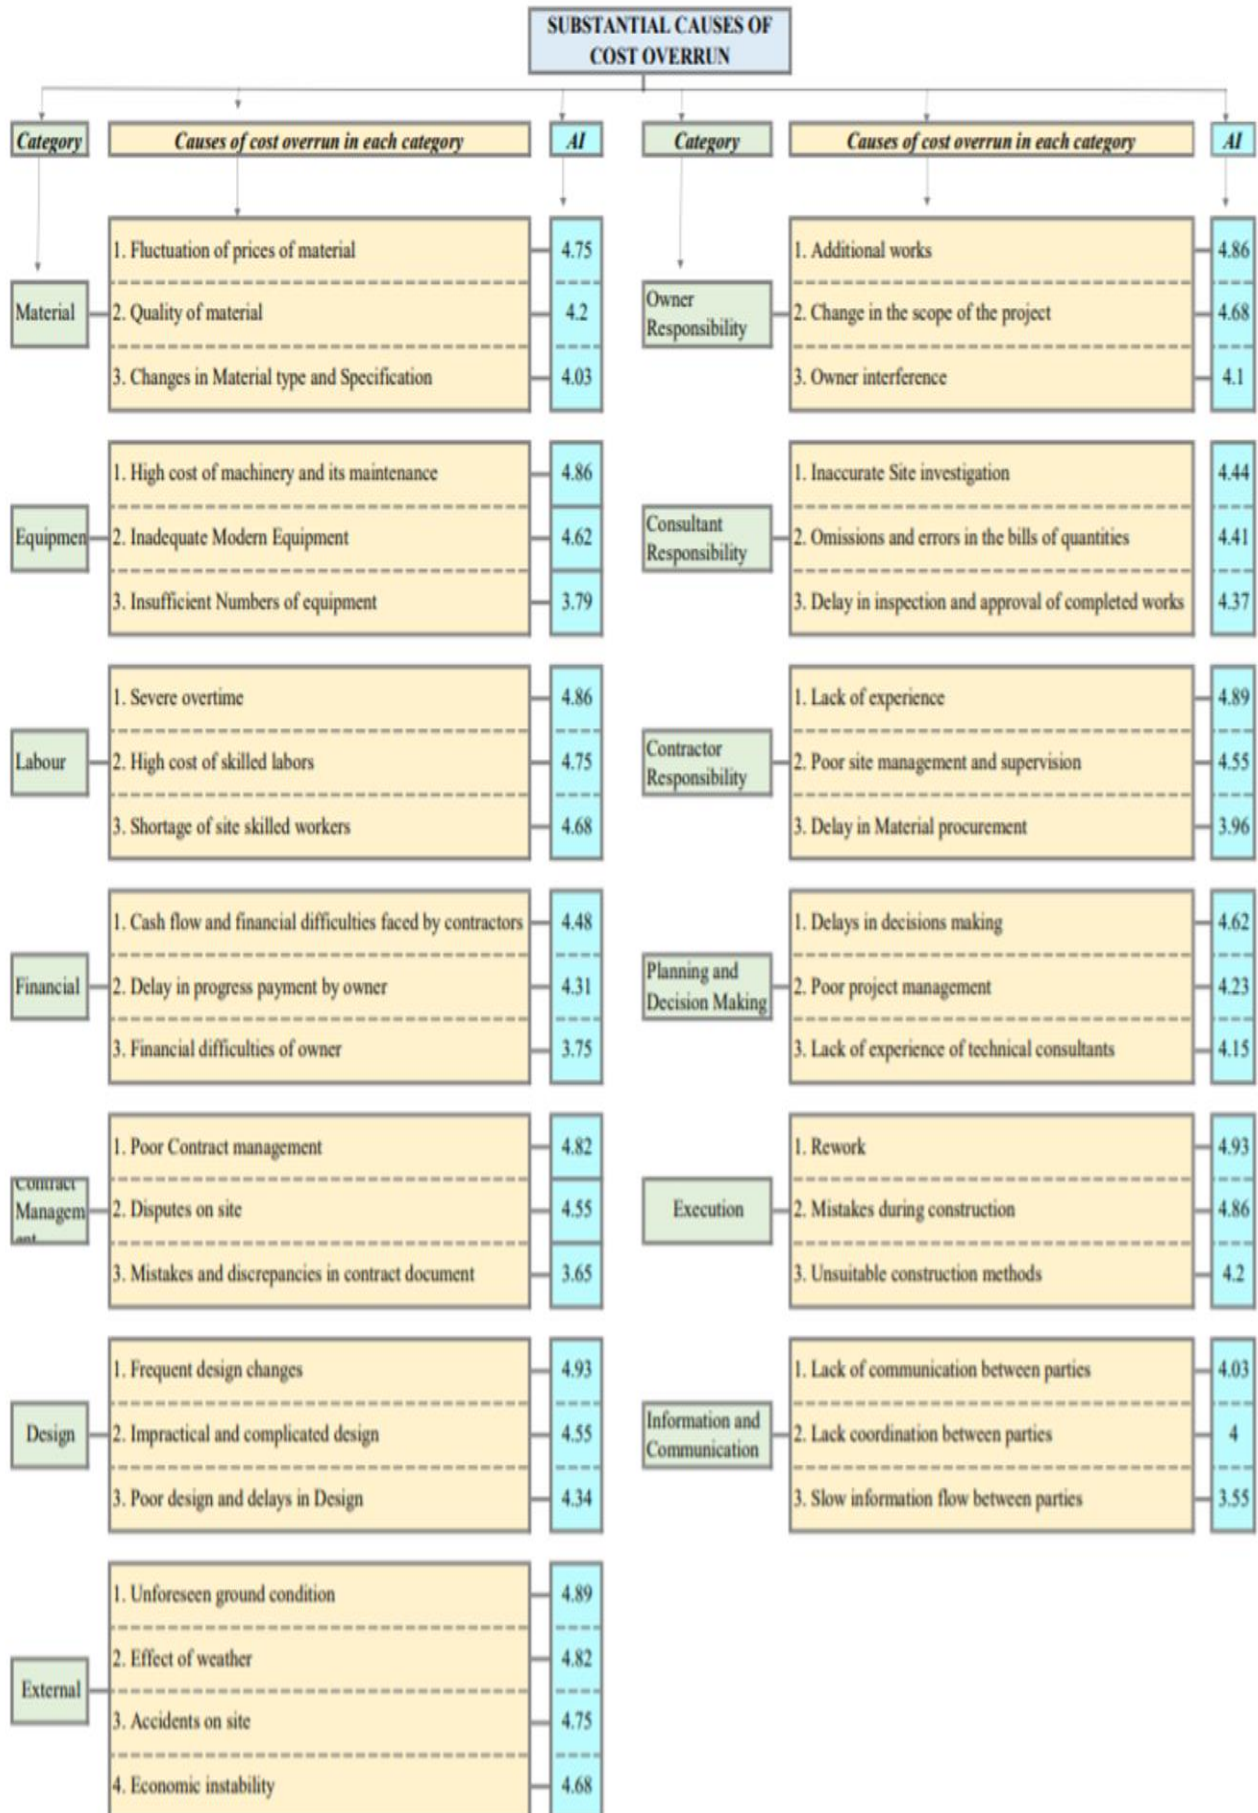 SUBSTANTIAL CAUSES OF
COST OVERRUN
Category
Causes of cost overrun in each category
AI
Category
Causes of cost overrun in each category
AI
Material
1. Fluctuation of prices of material
4.75
2. Quality of material
4.2
3. Changes in Material type and Specification
4.03
Owner
Responsibility
1. Additional works
4.86
2. Change in the scope of the project
4.68
3. Owner interference
4.1
Equipmen
1. High cost of machinery and its maintenance
4.86
2. Inadequate Modern Equipment
4.62
3. Insufficient Numbers of equipment
3.79
Consultant
Responsibility
1. Inaccurate Site investigation
4.44
2. Omissions and errors in the bills of quantities
4.41
3. Delay in inspection and approval of completed works
4.37
Labour
1. Severe overtime
4.86
2. High cost of skilled labors
4.75
3. Shortage of site skilled workers
4.68
Contractor
Responsibility
1. Lack of experience
4.89
2. Poor site management and supervision
4.55
3. Delay in Material procurement
3.96
Financial
1. Cash flow and financial difficulties faced by contractors
4.48
2. Delay in progress payment by owner
4.31
3. Financial difficulties of owner
3.75
Planning and
Decision Making
1. Delays in decisions making
4.62
2. Poor project management
4.23
3. Lack of experience of technical consultants
4.15
Contract
Managem
ent
1. Poor Contract management
4.82
2. Disputes on site
4.55
3. Mistakes and discrepancies in contract document
3.65
Execution
1. Rework
4.93
2. Mistakes during construction
4.86
3. Unsuitable construction methods
4.2
Design
1. Frequent design changes
4.93
2. Impractical and complicated design
4.55
3. Poor design and delays in Design
4.34
Information and
Communication
1. Lack of communication between parties
4.03
2. Lack coordination between parties
4
3. Slow information flow between parties
3.55
External
1. Unforeseen ground condition
4.89
2. Effect of weather
4.82
3. Accidents on site
4.75
4. Economic instability
4.68